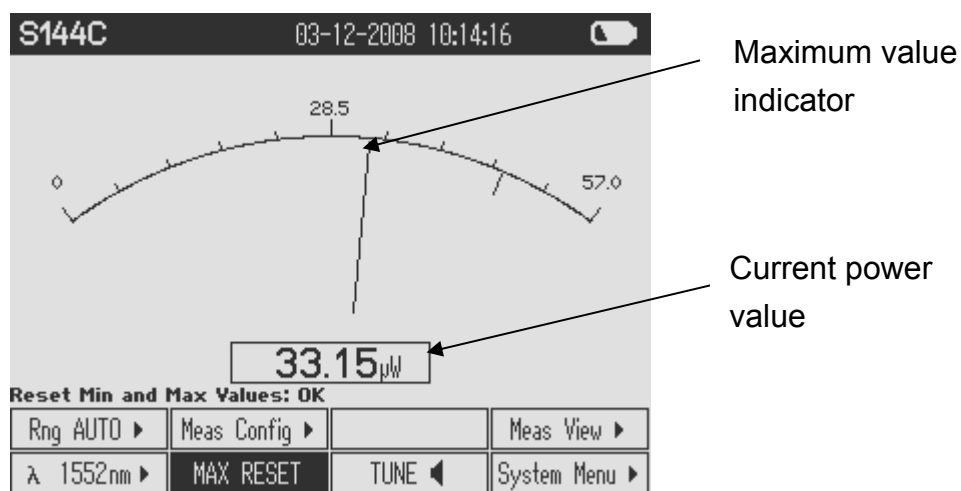 S144C 03-12-2008 10:14:16
Maximum value
indicator
28.5
0
57.0
Current power
value
33.15µW
Reset Min and Max Values: OK
Rng AUTO ▶ Meas Config ▶ Meas View ▶
λ 1552nm ▶ MAX RESET TUNE ◀ System Menu ▶